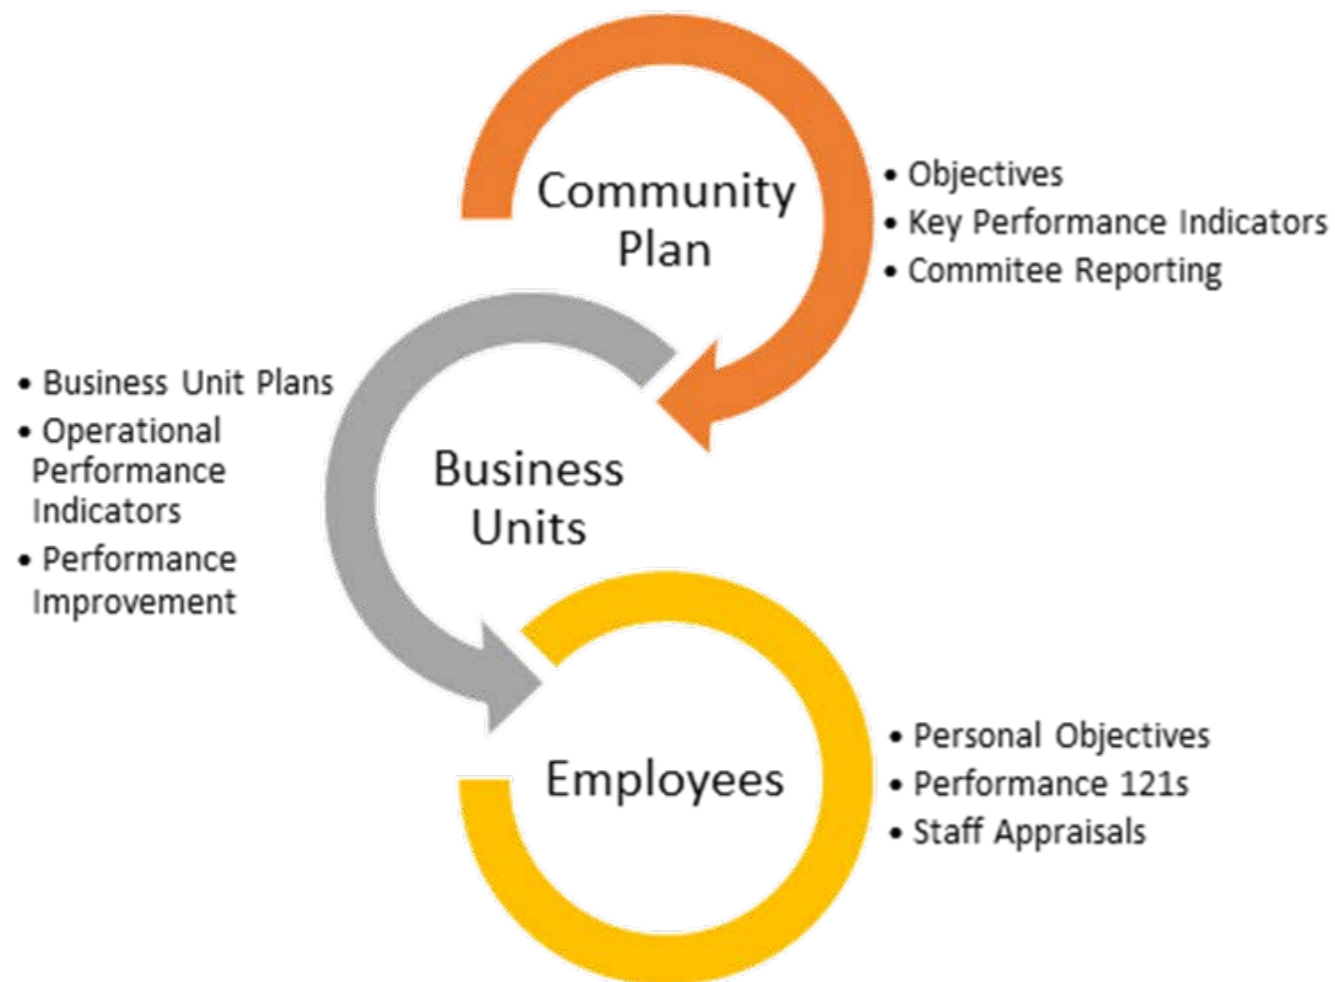 Community
Plan
• Objectives
• Key Performance Indicators
• Commitee Reporting
• Business Unit Plans
• Operational
Performance
Indicators
• Performance
Improvement
Business
Units
Employees
• Personal Objectives
• Performance 121s
• Staff Appraisals